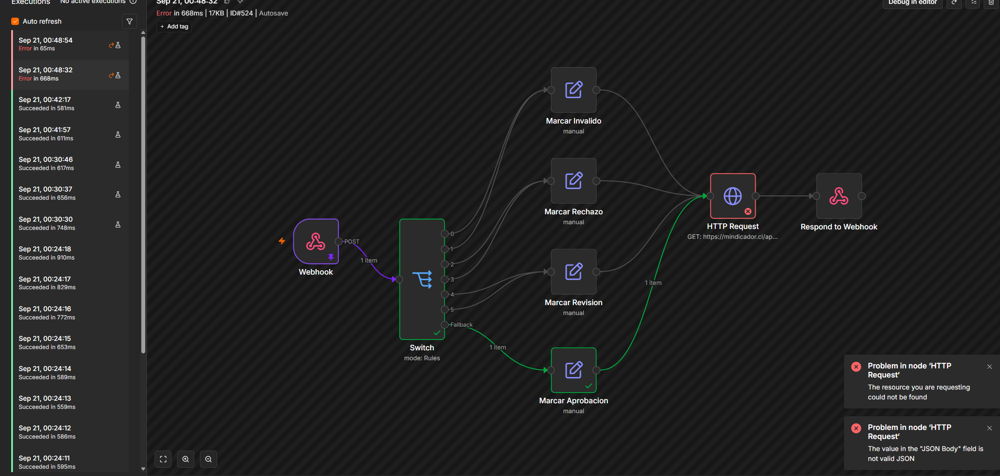 Executions
No active executions
Auto refresh
Sep 21, 00:48:54
Error in 65ms
Sep 21, 00:48:32
Error in 668ms
Sep 21, 00:42:17
Succeeded in 581ms
Sep 21, 00:41:57
Succeeded in 611ms
Sep 21, 00:30:46
Succeeded in 617ms
Sep 21, 00:30:37
Succeeded in 656ms
Sep 21, 00:30:30
Succeeded in 748ms
Sep 21, 00:24:18
Succeeded in 910ms
Sep 21, 00:24:17
Succeeded in 829ms
Sep 21, 00:24:16
Succeeded in 772ms
Sep 21, 00:24:15
Succeeded in 653ms
Sep 21, 00:24:14
Succeeded in 589ms
Sep 21, 00:24:13
Succeeded in 559ms
Sep 21, 00:24:12
Succeeded in 586ms
Sep 21, 00:24:11
Succeeded in 595ms
Sep 21, 00:48:32
Error in 668ms | 17KB | ID#524 | Autosave
+ Add tag
Debug in editor
Webhook
POST
1 item
Switch
mode: Rules
0
1
2
3
4
5
Fallback
1 item
Marcar Invalido
manual
Marcar Rechazo
manual
Marcar Revision
manual
Marcar Aprobacion
manual
1 item
HTTP Request
GET: https://mindicador.cl/ap...
Respond to Webhook
Problem in node ‘HTTP
Request‘
The resource you are requesting
could not be found
Problem in node ‘HTTP
Request‘
The value in the "JSON Body" field is
not valid JSON